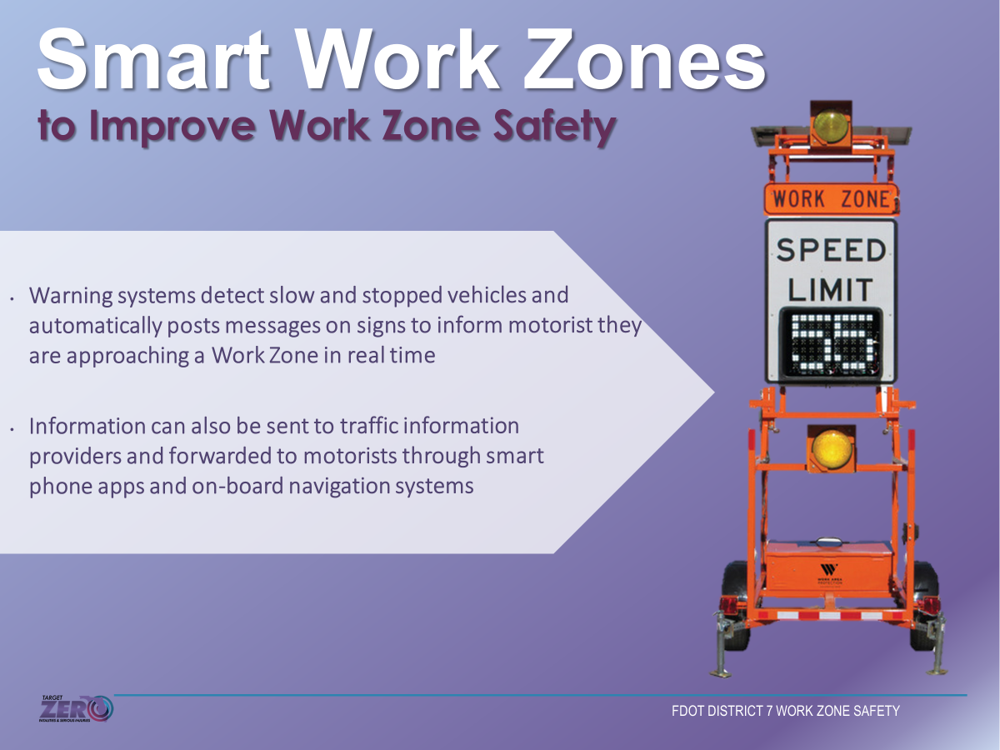 Smart Work Zones
to Improve Work Zone Safety
WORK ZONE
SPEED
LIMIT
55
• Warning systems detect slow and stopped vehicles and
automatically posts messages on signs to inform motorist they
are approaching a Work Zone in real time
• Information can also be sent to traffic information
providers and forwarded to motorists through smart
phone apps and on-board navigation systems
WORK AREA
PROTECTION
TARGET
ZERO
FATALITIES & SERIOUS INJURIES
FDOT DISTRICT 7 WORK ZONE SAFETY